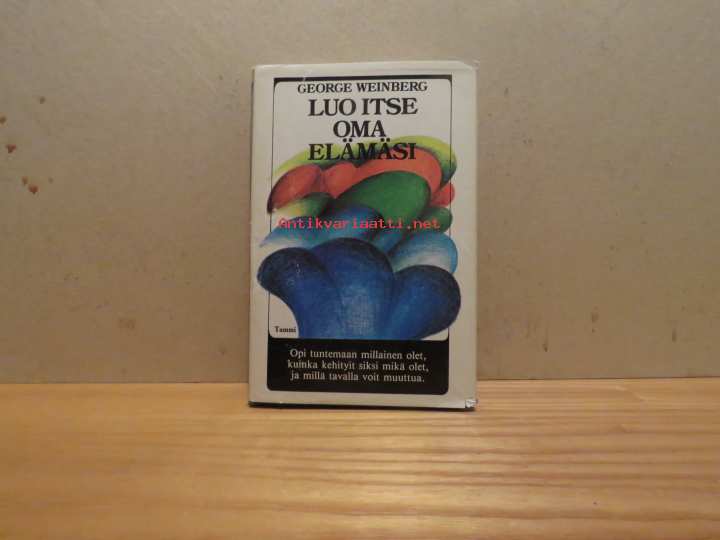 GEORGE WEINBERG
LUO ITSE
OMA
ELÄMÄSI
Antikvariaatti.net
Tammi
Opi tuntemaan millainen olet,
kuinka kehityit siksi mikä olet,
ja millä tavalla voit muuttua.